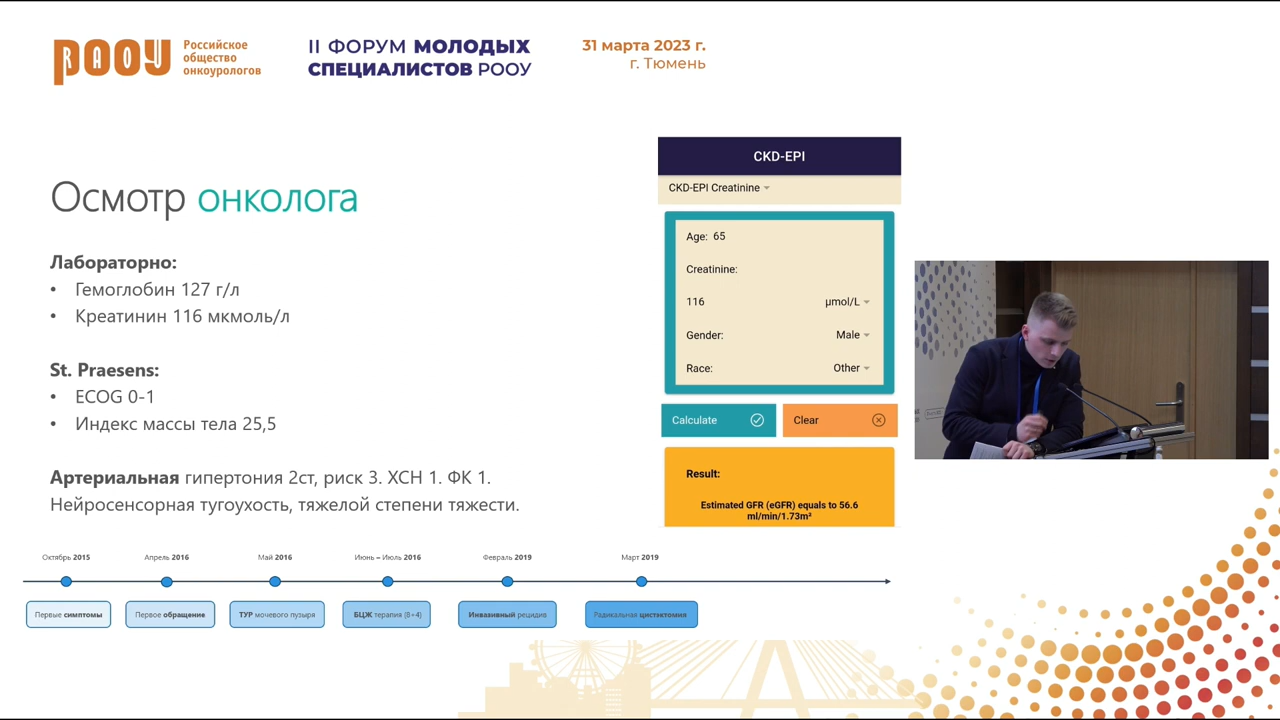 РООУ
RAOU
Российское
общество
онкоурологов
II ФОРУМ МОЛОДЫХ
СПЕЦИАЛИСТОВ РООУ
31 марта 2023 г.
г. Тюмень
Осмотр онколога
Лабораторно:
• Гемоглобин 127 г/л
• Креатинин 116 мкмоль/л
St. Praesens:
• ECOG 0-1
• Индекс массы тела 25,5
Артериальная гипертония 2ст, риск 3. ХСН 1. ФК 1.
Нейросенсорная тугоухость, тяжелой степени тяжести.
CKD-EPI
CKD-EPI Creatinine
Age: 65
Creatinine:
116 µmol/L
Gender: Male
Race: Other
Calculate
Clear
Result:
Estimated GFR (eGFR) equals to 56.6
ml/min/1.73m²
Октябрь 2015
Апрель 2016
Май 2016
Июнь – Июль 2016
Февраль 2019
Март 2019
Первые симптомы
Первое обращение
ТУР мочевого пузыря
БЦЖ терапия (8+4)
Инвазивный рецидив
Радикальная цистэктомия